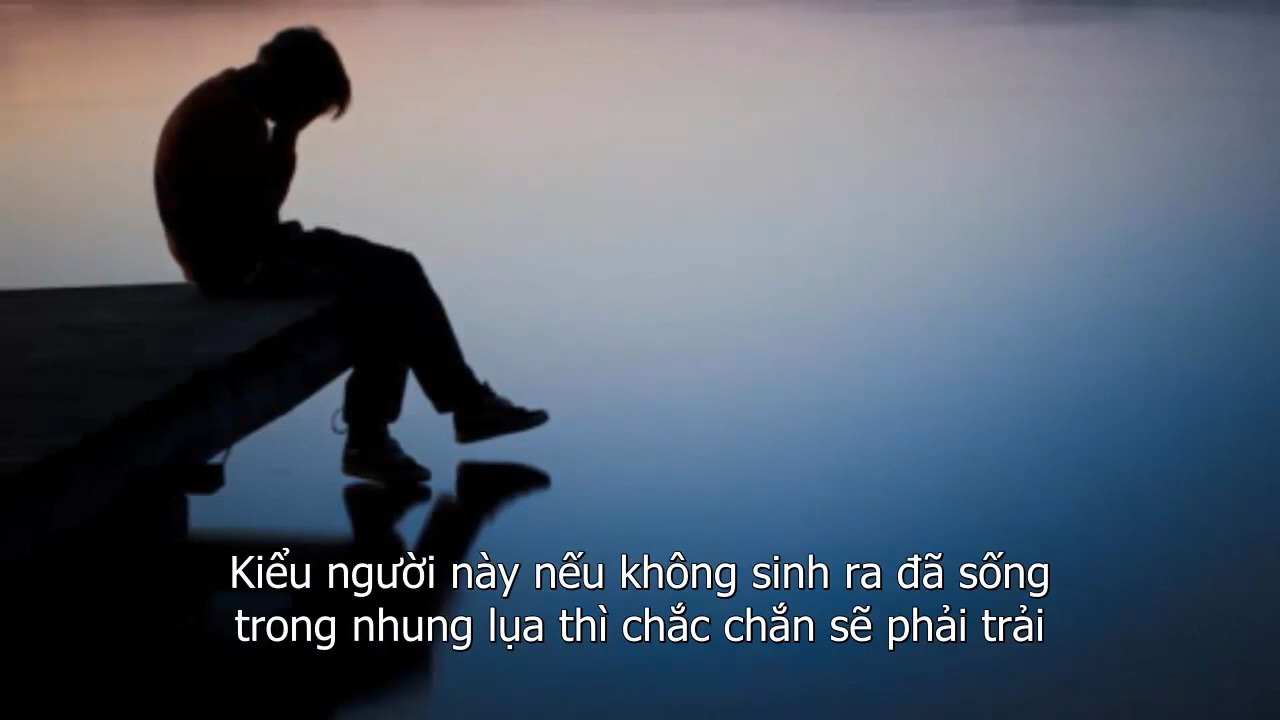 Kiểu người này nếu không sinh ra đã sống
trong nhung lụa thì chắc chắn sẽ phải trải